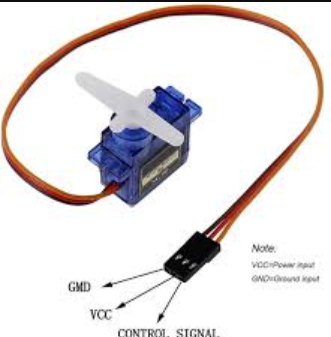 Note:
VCC=Power input
GND=Ground input
GMD
VCC
CONTROL SIGNAL